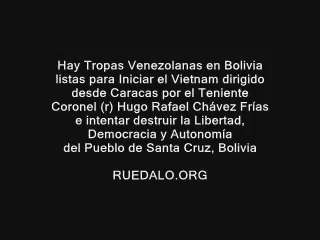 Hay Tropas Venezolanas en Bolivia
listas para Iniciar el Vietnam dirigido
desde Caracas por el Teniente
Coronel (r) Hugo Rafael Chávez Frías
e intentar destruir la Libertad,
Democracia y Autonomía
del Pueblo de Santa Cruz, Bolivia
RUEDALO.ORG